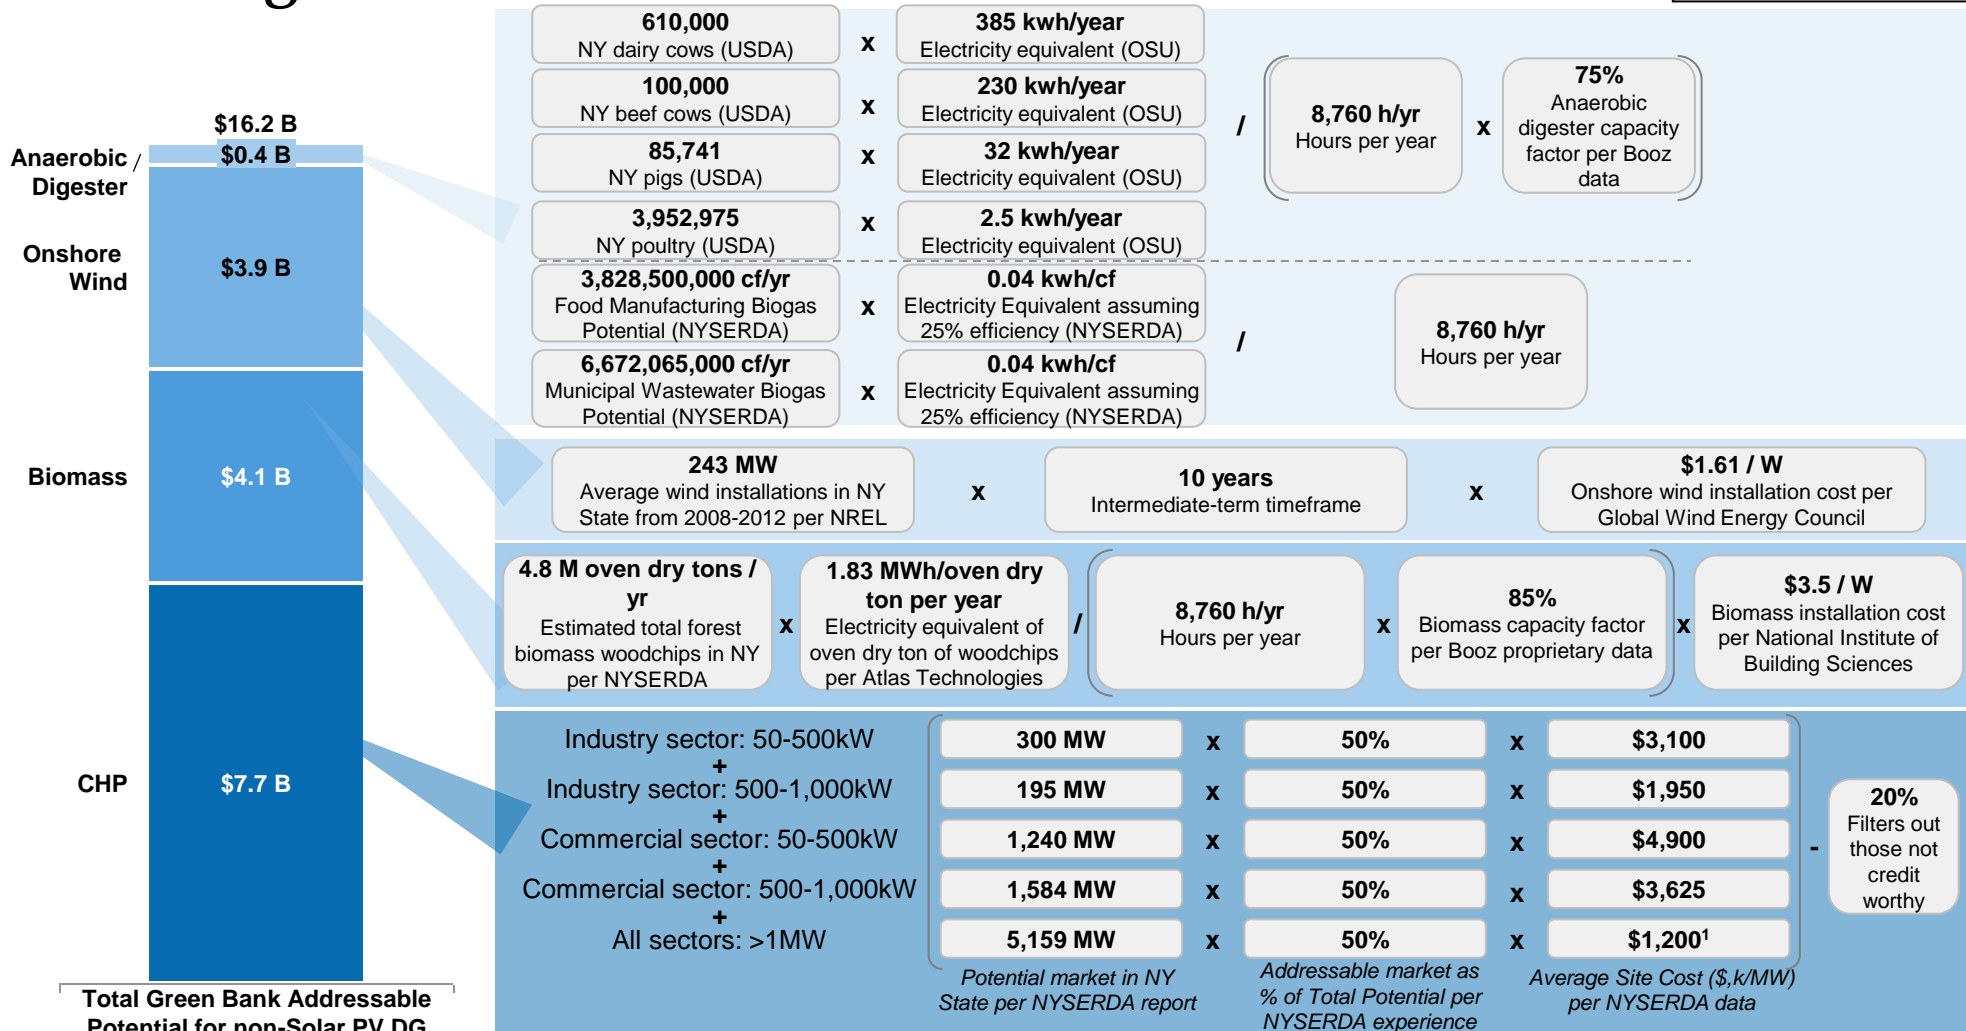 $16.2 B
Anaerobic /
Digester
$0.4 B
Onshore
Wind
$3.9 B
Biomass
$4.1 B
CHP
$7.7 B
Total Green Bank Addressable
Potential for non-Solar PV DG
610,000
NY dairy cows (USDA)
x
385 kwh/year
Electricity equivalent (OSU)
100,000
NY beef cows (USDA)
x
230 kwh/year
Electricity equivalent (OSU)
85,741
NY pigs (USDA)
x
32 kwh/year
Electricity equivalent (OSU)
3,952,975
NY poultry (USDA)
x
2.5 kwh/year
Electricity equivalent (OSU)
/
8,760 h/yr
Hours per year
x
75%
Anaerobic
digester capacity
factor per Booz
data
3,828,500,000 cf/yr
Food Manufacturing Biogas
Potential (NYSERDA)
x
0.04 kwh/cf
Electricity Equivalent assuming
25% efficiency (NYSERDA)
6,672,065,000 cf/yr
Municipal Wastewater Biogas
Potential (NYSERDA)
x
0.04 kwh/cf
Electricity Equivalent assuming
25% efficiency (NYSERDA)
/
8,760 h/yr
Hours per year
243 MW
Average wind installations in NY
State from 2008-2012 per NREL
x
10 years
Intermediate-term timeframe
x
$1.61 / W
Onshore wind installation cost per
Global Wind Energy Council
4.8 M oven dry tons /
yr
Estimated total forest
biomass woodchips in NY
per NYSERDA
x
1.83 MWh/oven dry
ton per year
Electricity equivalent of
oven dry ton of woodchips
per Atlas Technologies
/
8,760 h/yr
Hours per year
x
85%
Biomass capacity factor
per Booz proprietary data
x
$3.5 / W
Biomass installation cost
per National Institute of
Building Sciences
Industry sector: 50-500kW
300 MW x 50% x $3,100
+
Industry sector: 500-1,000kW
195 MW x 50% x $1,950
+
Commercial sector: 50-500kW
1,240 MW x 50% x $4,900
+
Commercial sector: 500-1,000kW
1,584 MW x 50% x $3,625
+
All sectors: >1MW
5,159 MW x 50% x $1,200¹
-
20%
Filters out
those not
credit
worthy
Potential market in NY
State per NYSERDA report
Addressable market as
% of Total Potential per
NYSERDA experience
Average Site Cost ($,k/MW)
per NYSERDA data